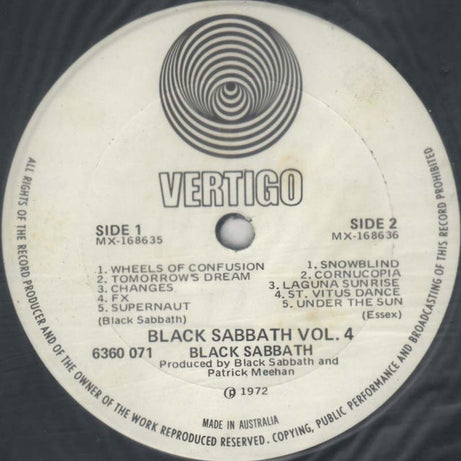 VERTIGO
SIDE 1
MX-168635
1. WHEELS OF CONFUSION
2. TOMORROW'S DREAM
3. CHANGES
4. FX
5. SUPERNAUT
(Black Sabbath)
SIDE 2
MX-168636
1. SNOWBLIND
2. CORNUCOPIA
3. LAGUNA SUNRISE
4. ST. VITUS DANCE
5. UNDER THE SUN
(Essex)
BLACK SABBATH VOL. 4
6360 071
BLACK SABBATH
Produced by Black Sabbath and
Patrick Meehan
℗ 1972
MADE IN AUSTRALIA
ALL RIGHTS OF THE RECORD PRODUCER AND OF THE OWNER OF THE WORK REPRODUCED RESERVED. COPYING, PUBLIC PERFORMANCE AND BROADCASTING OF THIS RECORD PROHIBITED